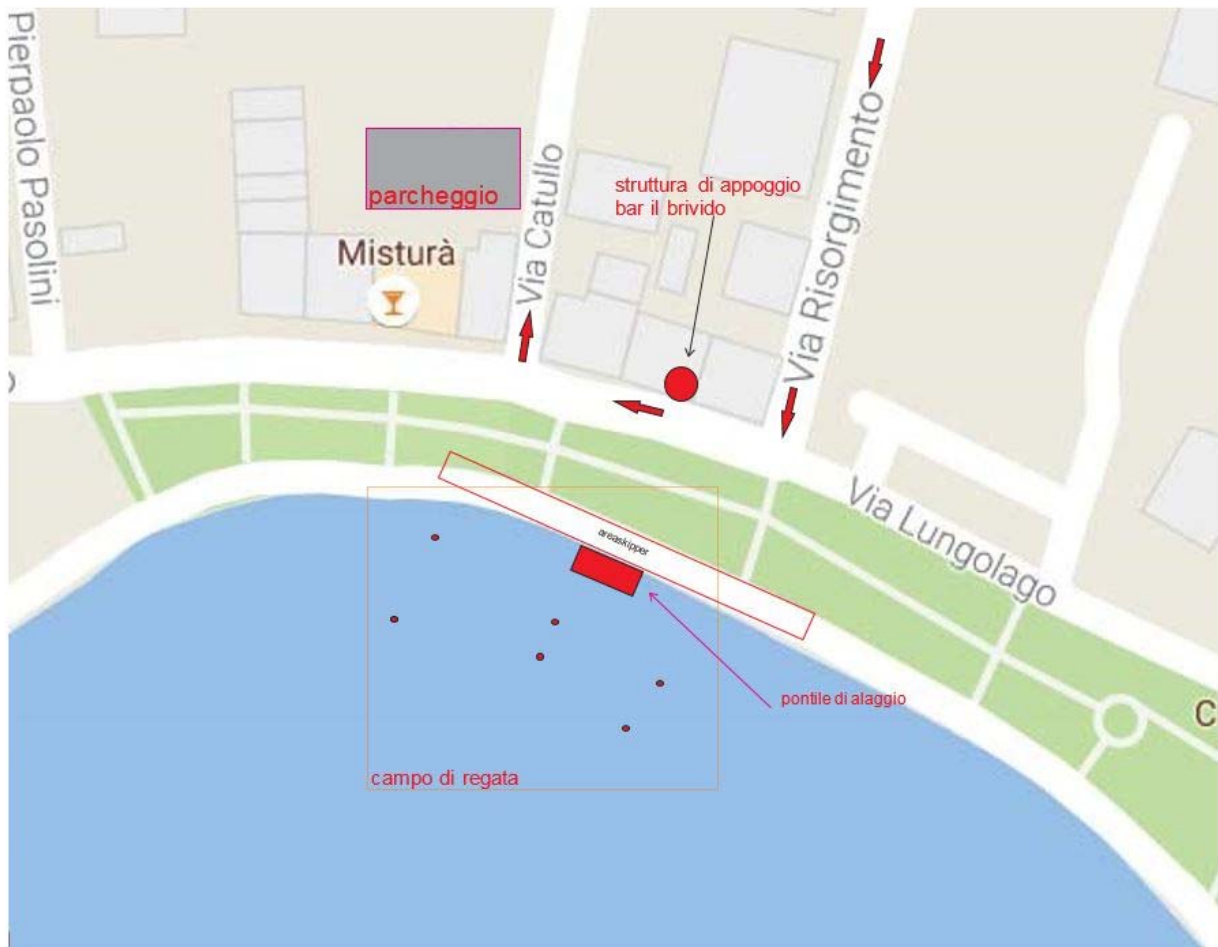 Pierpaolo Pasolini
parcheggio
Misturà
Via Catullo
struttura di appoggio
bar il brivido
Via Risorgimento
Via Lungolago
areaskipper
pontile di alaggio
campo di regata
C